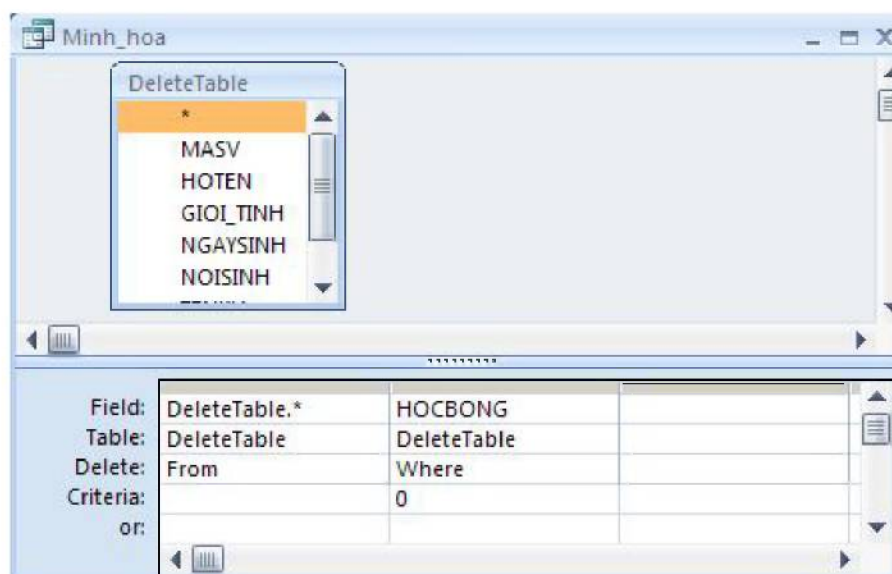 Minh_hoa
DeleteTable
*
MASV
HOTEN
GIOI_TINH
NGAYSINH
NOISINH
Field: DeleteTable.* HOCBONG
Table: DeleteTable DeleteTable
Delete: From Where
Criteria: 0
or: